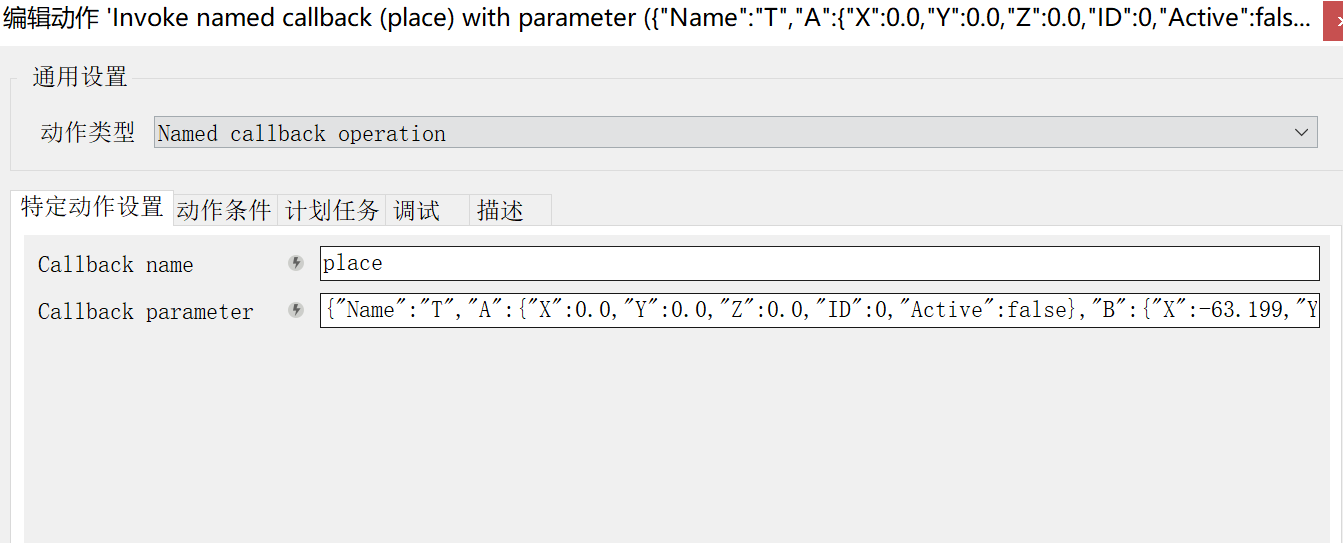 编辑动作 'Invoke named callback (place) with parameter ({"Name":"T","A":{"X":0.0,"Y":0.0,"Z":0.0,"ID":0,"Active":fals...
通用设置
动作类型 Named callback operation
特定动作设置 动作条件 计划任务 调试 描述
Callback name place
Callback parameter {"Name":"T","A":{"X":0.0,"Y":0.0,"Z":0.0,"ID":0,"Active":false},"B":{"X":-63.199,"Y